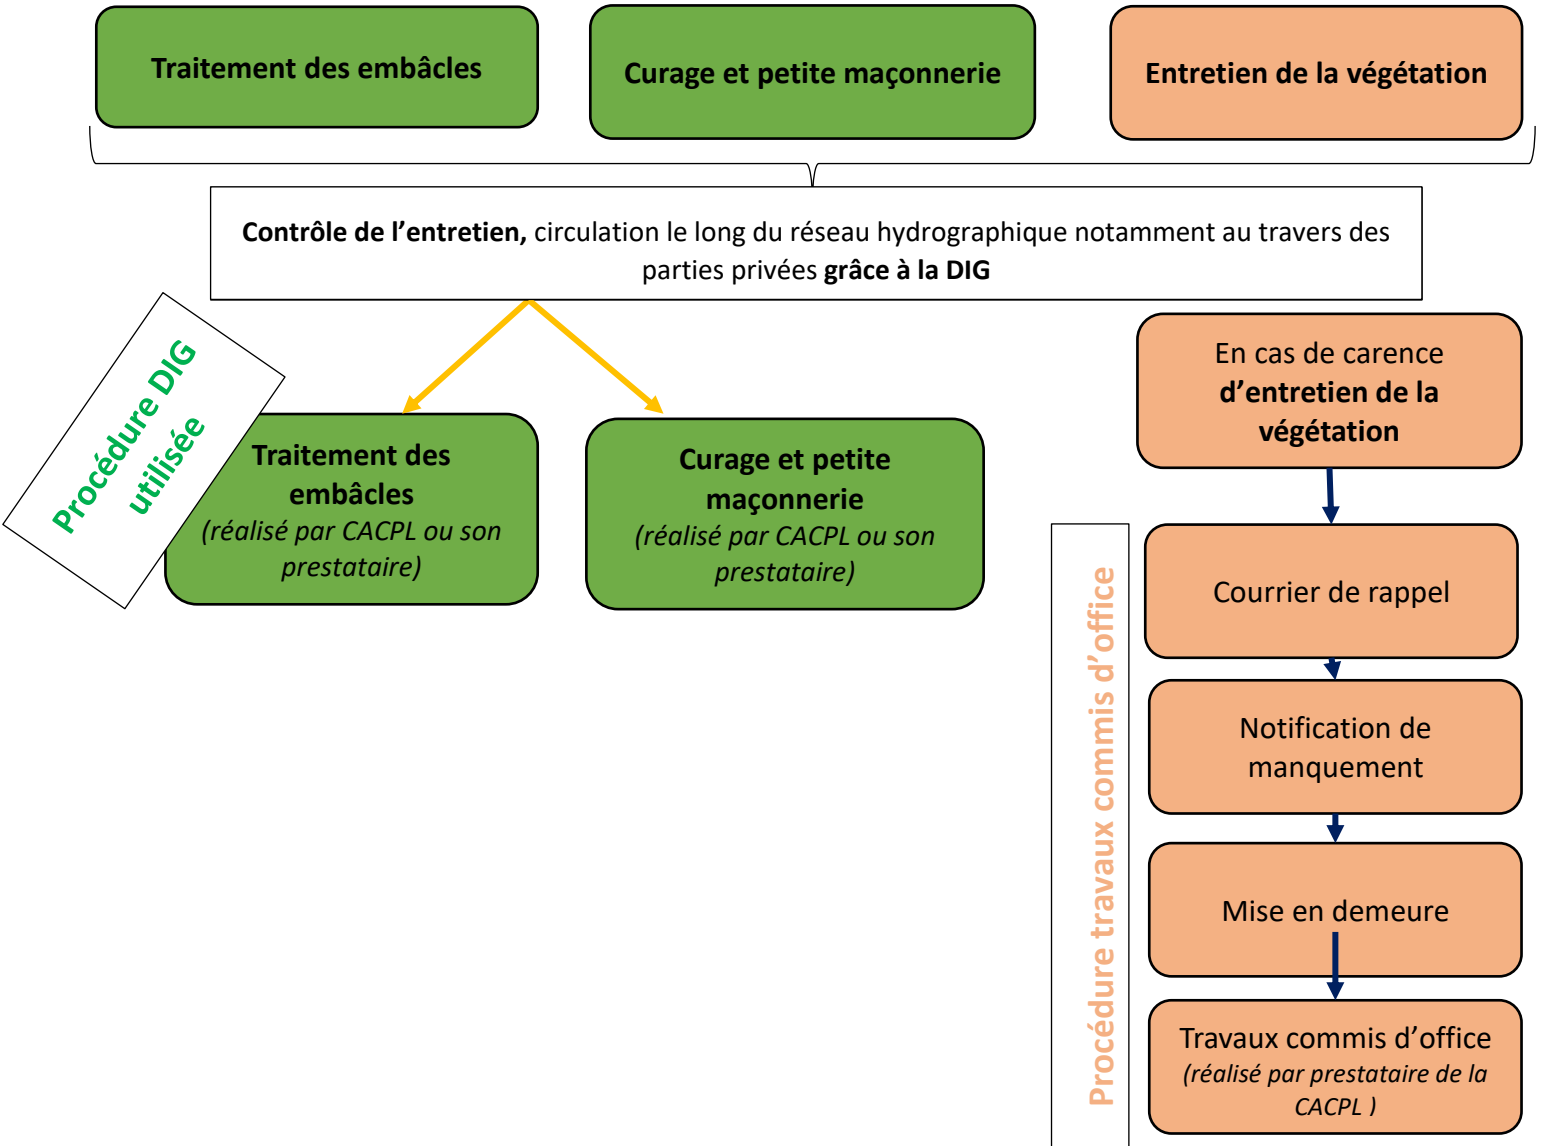 Traitement des embâcles
Curage et petite maçonnerie
Entretien de la végétation
Contrôle de l’entretien, circulation le long du réseau hydrographique notamment au travers des
parties privées grâce à la DIG
Procédure DIG
utilisée
Traitement des
embâcles
(réalisé par CACPL ou son
prestataire)
Curage et petite
maçonnerie
(réalisé par CACPL ou son
prestataire)
En cas de carence
d’entretien de la
végétation
Procédure travaux commis d’office
Courrier de rappel
Notification de
manquement
Mise en demeure
Travaux commis d’office
(réalisé par prestataire de la
CACPL )